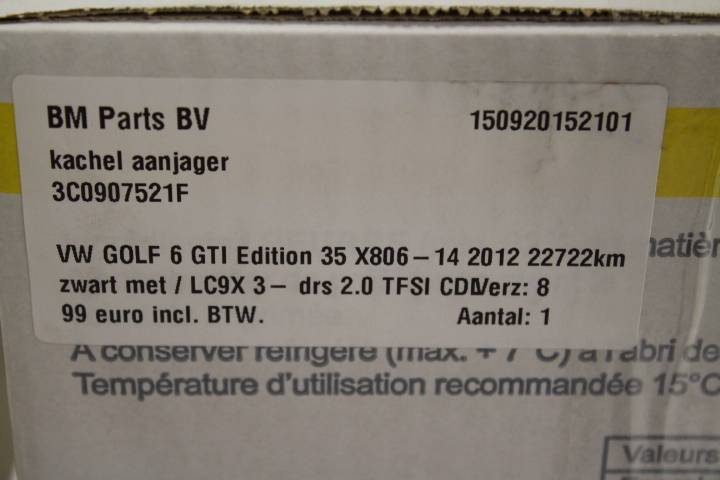 BM Parts BV 150920152101
kachel aanjager
3C0907521F
VW GOLF 6 GTI Edition 35 X806-14 2012 22722km
zwart met / LC9X 3- drs 2.0 TFSI Verz: 8
99 euro incl. BTW. Aantal: 1
matièr
A conserver réfrigéré (max. + 7°C) à l'abri de
Température d'utilisation recommandée 15°C
Valeurs